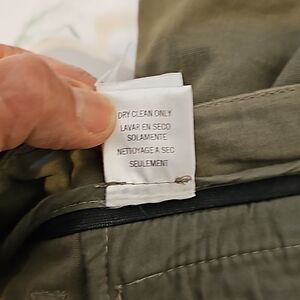 DRY CLEAN ONLY
LAVAR EN SECO
SOLAMENTE
NETTOYAGE A SEC
SEULEMENT